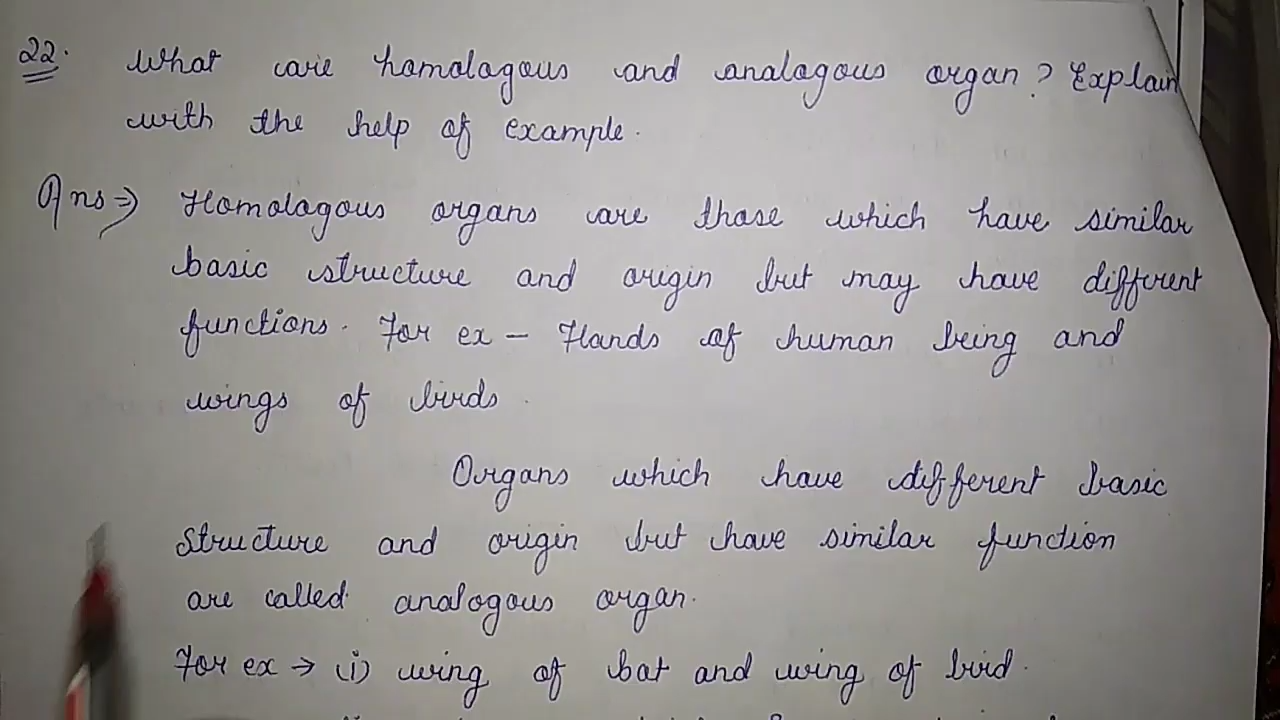 22. What are homologous and analogous organ? Explain
with the help of example.
Ans⇒ Homologous organs are those which have similar
basic structure and origin but may have different
functions. For ex - Hands of human being and
wings of birds.
Organs which have different basic
structure and origin but have similar function
are called analogous organ.
For ex → (i) wing of bat and wing of bird.